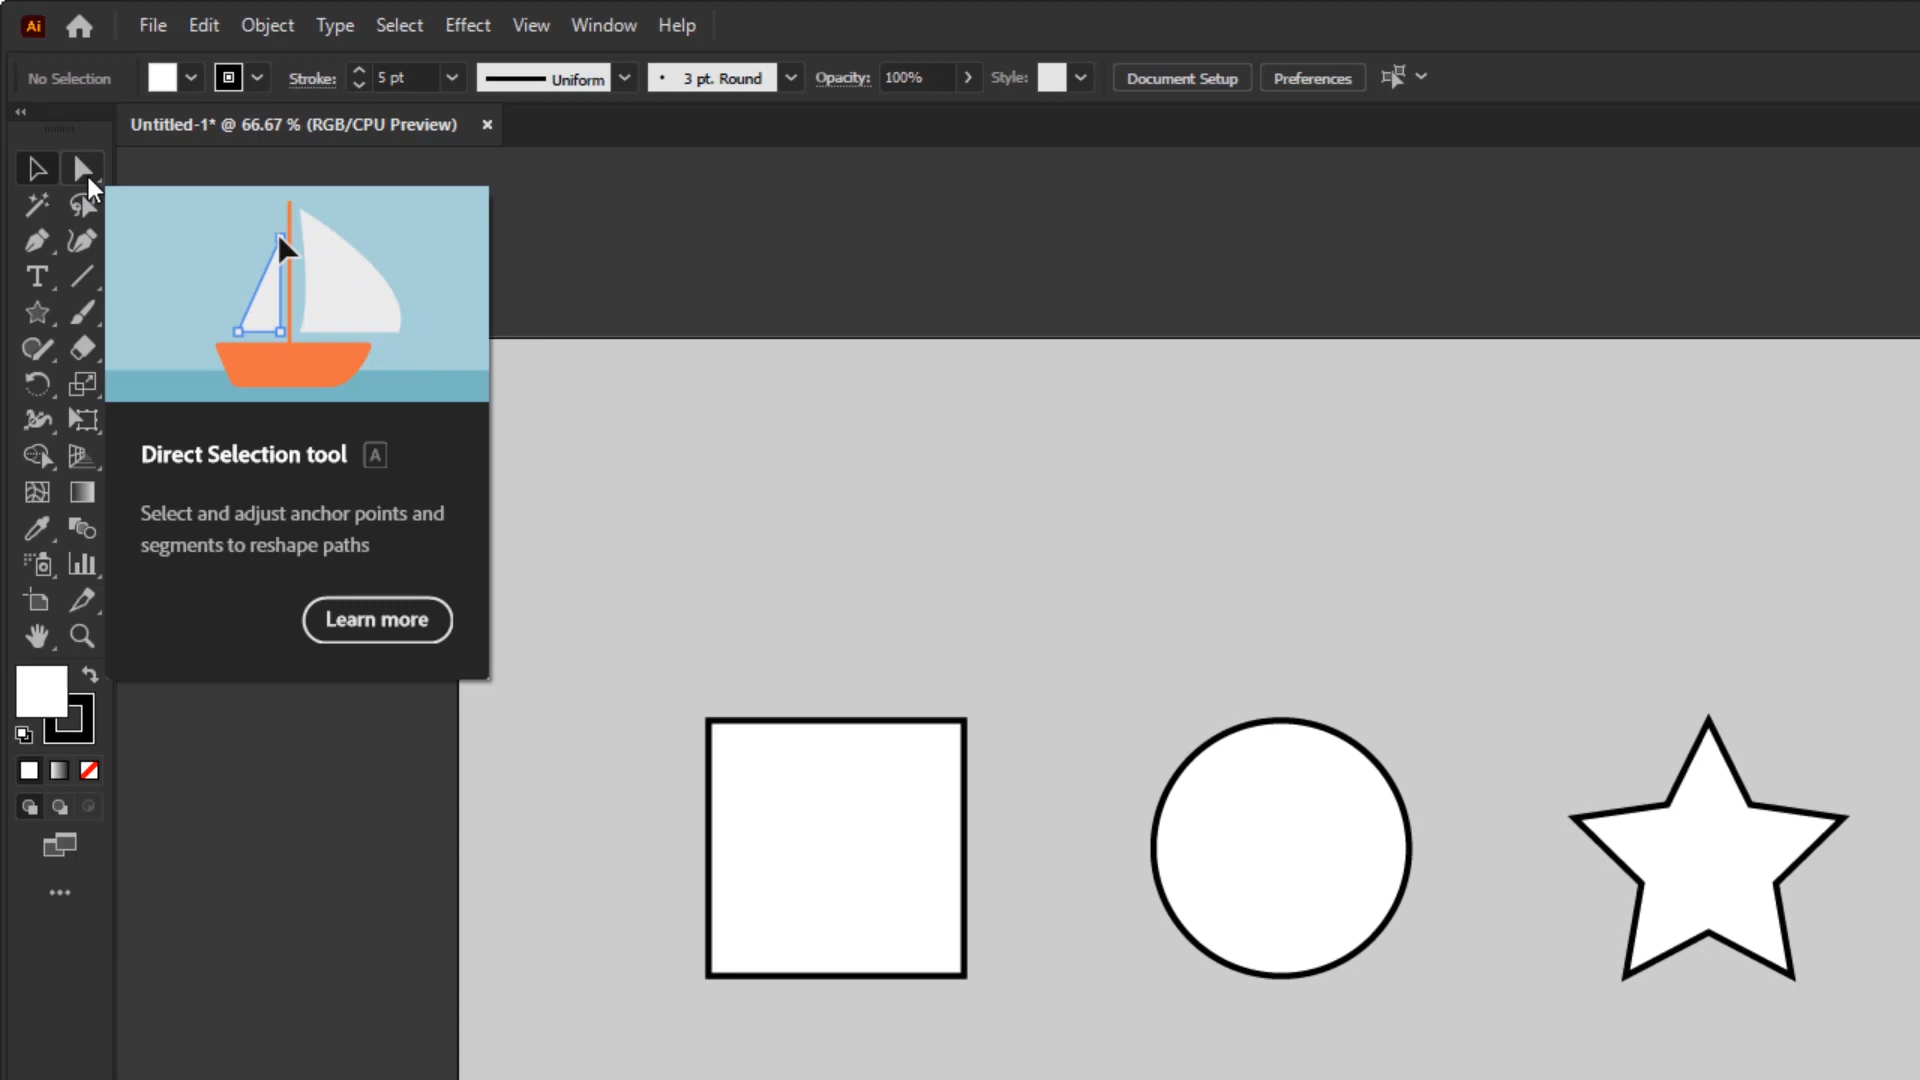 Ai File Edit Object Type Select Effect View Window Help
No Selection Stroke: 5 pt Uniform 3 pt. Round Opacity: 100% Style: Document Setup Preferences
Untitled-1* @ 66.67 % (RGB/CPU Preview)
Direct Selection tool A
Select and adjust anchor points and
segments to reshape paths
Learn more